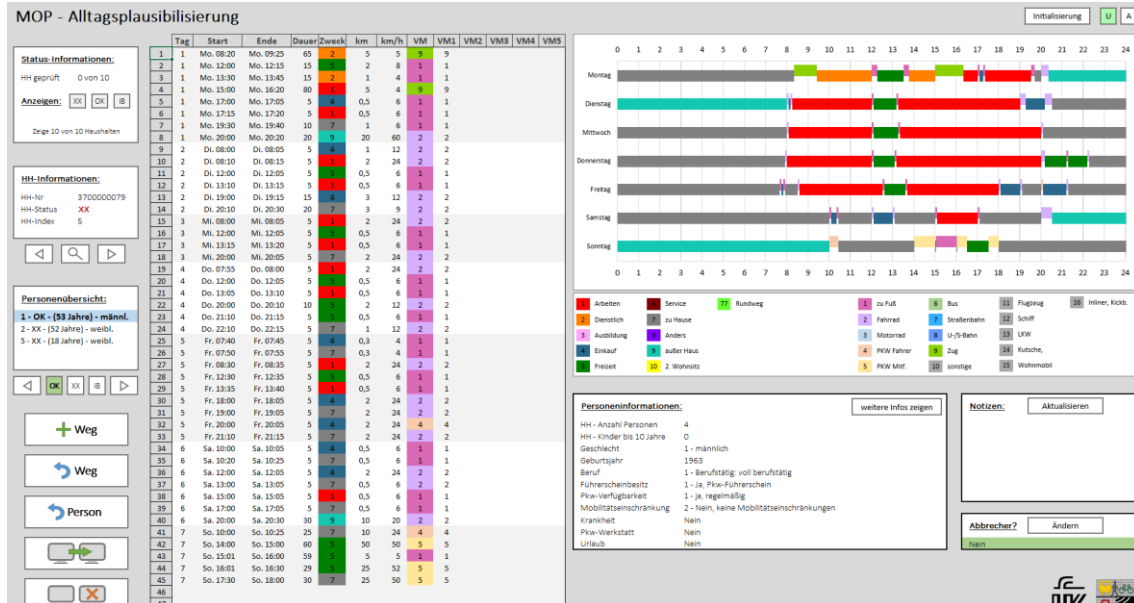 MOP - Alltagsplausibilisierung
Initialisierung U A
Status-Informationen:
HH geprüft 0 von 10
Anzeigen: XX OK iB
Zeige 10 von 10 Haushalten
HH-Informationen:
HH-Nr 3700000079
HH-Status XX
HH-Index 5
Personenübersicht:
1 - OK - (53 Jahre) - männl.
2 - XX - (52 Jahre) - weibl.
5 - XX - (18 Jahre) - weibl.
OK XX iB
Weg
Weg
Person
Tag Start Ende Dauer Zweck km km/h VM VM1 VM2 VM3 VM4 VM5
1 1 Mo. 08:20 Mo. 09:25 65 2 5 5 9 9
2 1 Mo. 12:00 Mo. 12:15 15 5 2 8 1 1
3 1 Mo. 13:30 Mo. 13:45 15 2 1 4 1 1
4 1 Mo. 15:00 Mo. 16:20 80 1 5 4 9 9
5 1 Mo. 17:00 Mo. 17:05 5 4 0,5 6 1 1
6 1 Mo. 17:15 Mo. 17:20 5 1 0,5 6 1 1
7 1 Mo. 19:30 Mo. 19:40 10 7 1 6 1 1
8 1 Mo. 20:00 Mo. 20:20 20 9 20 60 2 2
9 2 Di. 08:00 Di. 08:05 5 4 1 12 2 2
10 2 Di. 08:10 Di. 08:15 5 1 2 24 2 2
11 2 Di. 12:00 Di. 12:05 5 5 0,5 6 1 1
12 2 Di. 13:10 Di. 13:15 5 1 0,5 6 1 1
13 2 Di. 19:00 Di. 19:15 15 4 3 12 2 2
14 2 Di. 20:10 Di. 20:30 20 7 3 9 2 2
15 3 Mi. 08:00 Mi. 08:05 5 1 2 24 2 2
16 3 Mi. 12:00 Mi. 12:05 5 5 0,5 6 1 1
17 3 Mi. 13:15 Mi. 13:20 5 1 0,5 6 1 1
18 3 Mi. 20:00 Mi. 20:05 5 7 2 24 2 2
19 4 Do. 07:55 Do. 08:00 5 1 2 24 2 2
20 4 Do. 12:00 Do. 12:05 5 5 0,5 6 1 1
21 4 Do. 13:05 Do. 13:10 5 1 0,5 6 1 1
22 4 Do. 20:00 Do. 20:10 10 5 2 12 2 2
23 4 Do. 21:10 Do. 21:15 5 5 0,5 6 1 1
24 4 Do. 22:10 Do. 22:15 5 7 1 12 2 2
25 5 Fr. 07:40 Fr. 07:45 5 4 0,3 4 1 1
26 5 Fr. 07:50 Fr. 07:55 5 7 0,3 4 1 1
27 5 Fr. 08:30 Fr. 08:35 5 1 2 24 2 2
28 5 Fr. 12:30 Fr. 12:35 5 5 0,5 6 1 1
29 5 Fr. 13:35 Fr. 13:40 5 1 0,5 6 1 1
30 5 Fr. 18:00 Fr. 18:05 5 4 2 24 2 2
31 5 Fr. 19:00 Fr. 19:05 5 7 2 24 2 2
32 5 Fr. 20:00 Fr. 20:05 5 4 2 24 4 4
33 5 Fr. 21:10 Fr. 21:15 5 7 2 24 2 2
34 6 Sa. 10:00 Sa. 10:05 5 4 0,5 6 1 1
35 6 Sa. 10:20 Sa. 10:25 5 7 0,5 6 1 1
36 6 Sa. 12:00 Sa. 12:05 5 4 2 24 2 2
37 6 Sa. 13:00 Sa. 13:05 5 7 0,5 6 2 2
38 6 Sa. 15:00 Sa. 15:05 5 1 0,5 6 1 1
39 6 Sa. 17:00 Sa. 17:05 5 7 0,5 6 1 1
40 6 Sa. 20:00 Sa. 20:30 30 9 10 20 2 2
41 7 So. 10:00 So. 10:25 25 7 10 24 4 4
42 7 So. 14:00 So. 15:00 60 5 50 50 5 5
43 7 So. 15:01 So. 16:00 59 5 5 5 1 1
44 7 So. 16:01 So. 16:30 29 5 25 52 5 5
45 7 So. 17:30 So. 18:00 30 7 25 50 5 5
46
0 1 2 3 4 5 6 7 8 9 10 11 12 13 14 15 16 17 18 19 20 21 22 23 24
Montag
Dienstag
Mittwoch
Donnerstag
Freitag
Samstag
Sonntag
0 1 2 3 4 5 6 7 8 9 10 11 12 13 14 15 16 17 18 19 20 21 22 23 24
1 Arbeiten Service 77 Rundweg 1 zu Fuß 6 Bus 11 Flugzeug 16 Inliner, Kickb.
2 Dienstlich 7 zu Hause 2 Fahrrad 7 Straßenbahn 12 Schiff
3 Ausbildung Anders 3 Motorrad 8 U-/S-Bahn 13 LKW
4 Einkauf 9 außer Haus 4 PKW Fahrer 9 Zug 14 Kutsche,
5 Freizeit 10 2. Wohnsitz 5 PKW Mitf. 10 sonstige 15 Wohnmobil
Personeninformationen: weitere Infos zeigen
HH - Anzahl Personen 4
HH - Kinder bis 10 Jahre 0
Geschlecht 1 - männlich
Geburtsjahr 1963
Beruf 1 - Berufstätig: voll berufstätig
Führerscheinbesitz 1 - Ja, Pkw-Führerschein
Pkw-Verfügbarkeit 1 - ja, regelmäßig
Mobilitätseinschränkung 2 - Nein, keine Mobilitätseinschränkungen
Krankheit Nein
Pkw-Werkstatt Nein
Urlaub Nein
Notizen: Aktualisieren
Abbrecher? Ändern
Nein